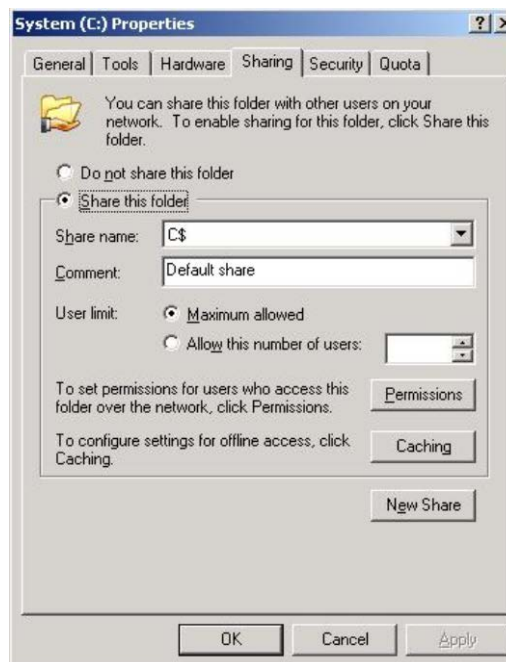 System (C:) Properties
General Tools Hardware Sharing Security Quota
You can share this folder with other users on your
network. To enable sharing for this folder, click Share this
folder.
Do not share this folder
Share this folder
Share name: C$
Comment: Default share
User limit: Maximum allowed
Allow this number of users:
To set permissions for users who access this
folder over the network, click Permissions.
Permissions
To configure settings for offline access, click
Caching.
Caching
New Share
OK Cancel Apply